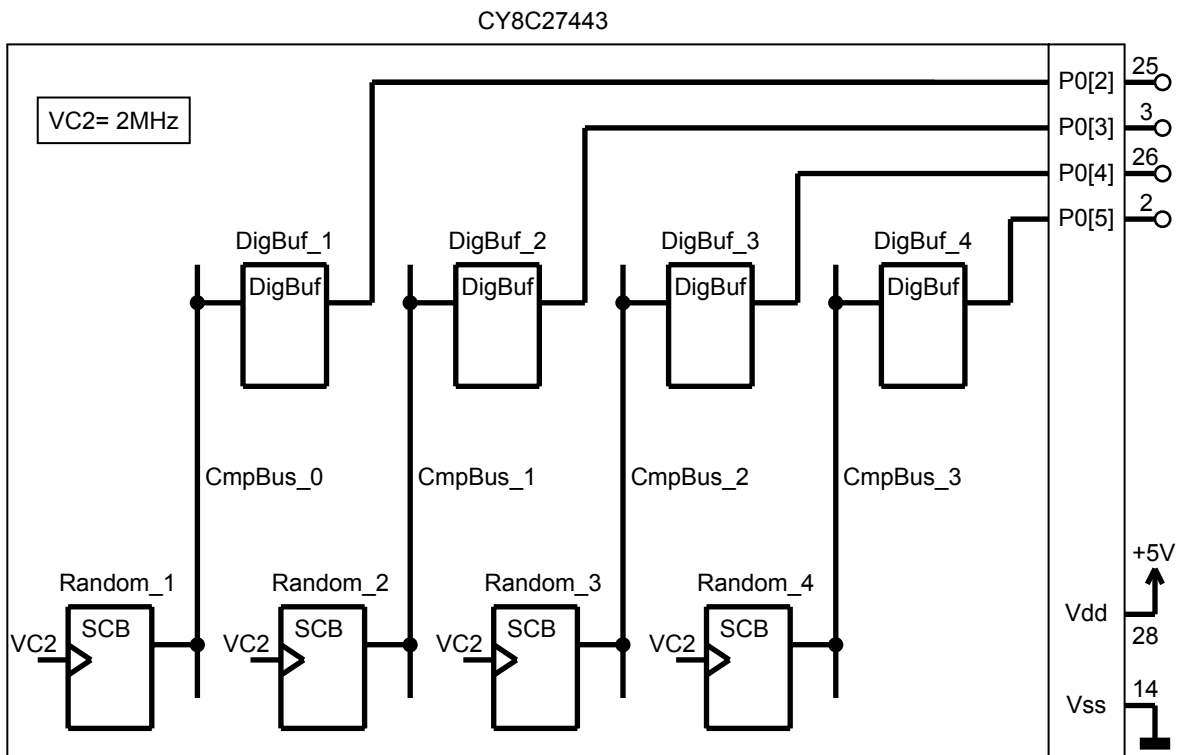 CY8C27443
25
P0[2]
VC2= 2MHz
3
P0[3]
26
P0[4]
2
P0[5]
DigBuf_1 DigBuf_2 DigBuf_3 DigBuf_4
DigBuf DigBuf DigBuf DigBuf
CmpBus_0 CmpBus_1 CmpBus_2 CmpBus_3
+5V
Random_1 Random_2 Random_3 Random_4
Vdd
SCB SCB SCB SCB
28
VC2 VC2 VC2 VC2
14
Vss